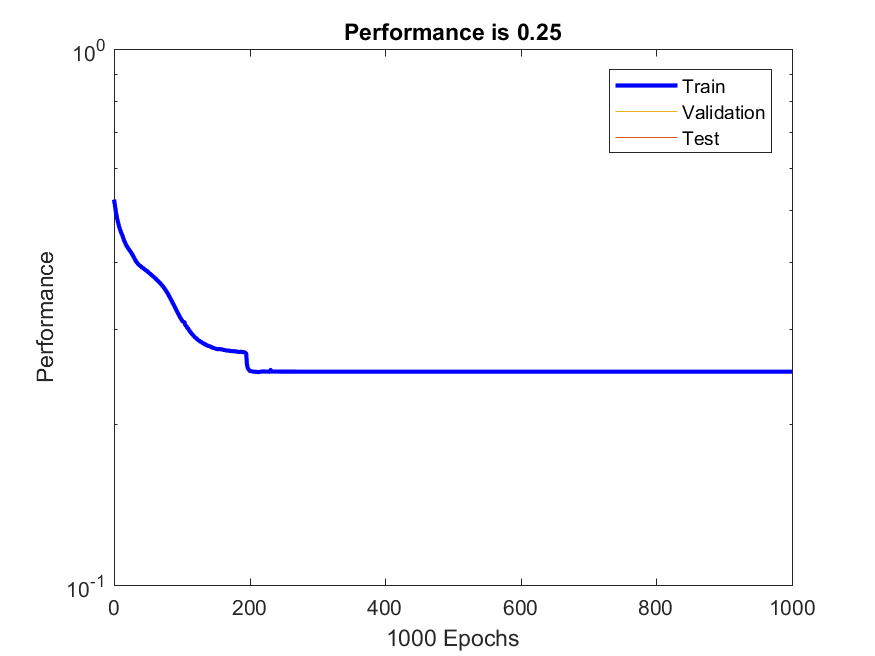 Performance is 0.25
10^0
Train
Validation
Test
Performance
10^-1
0 200 400 600 800 1000
1000 Epochs